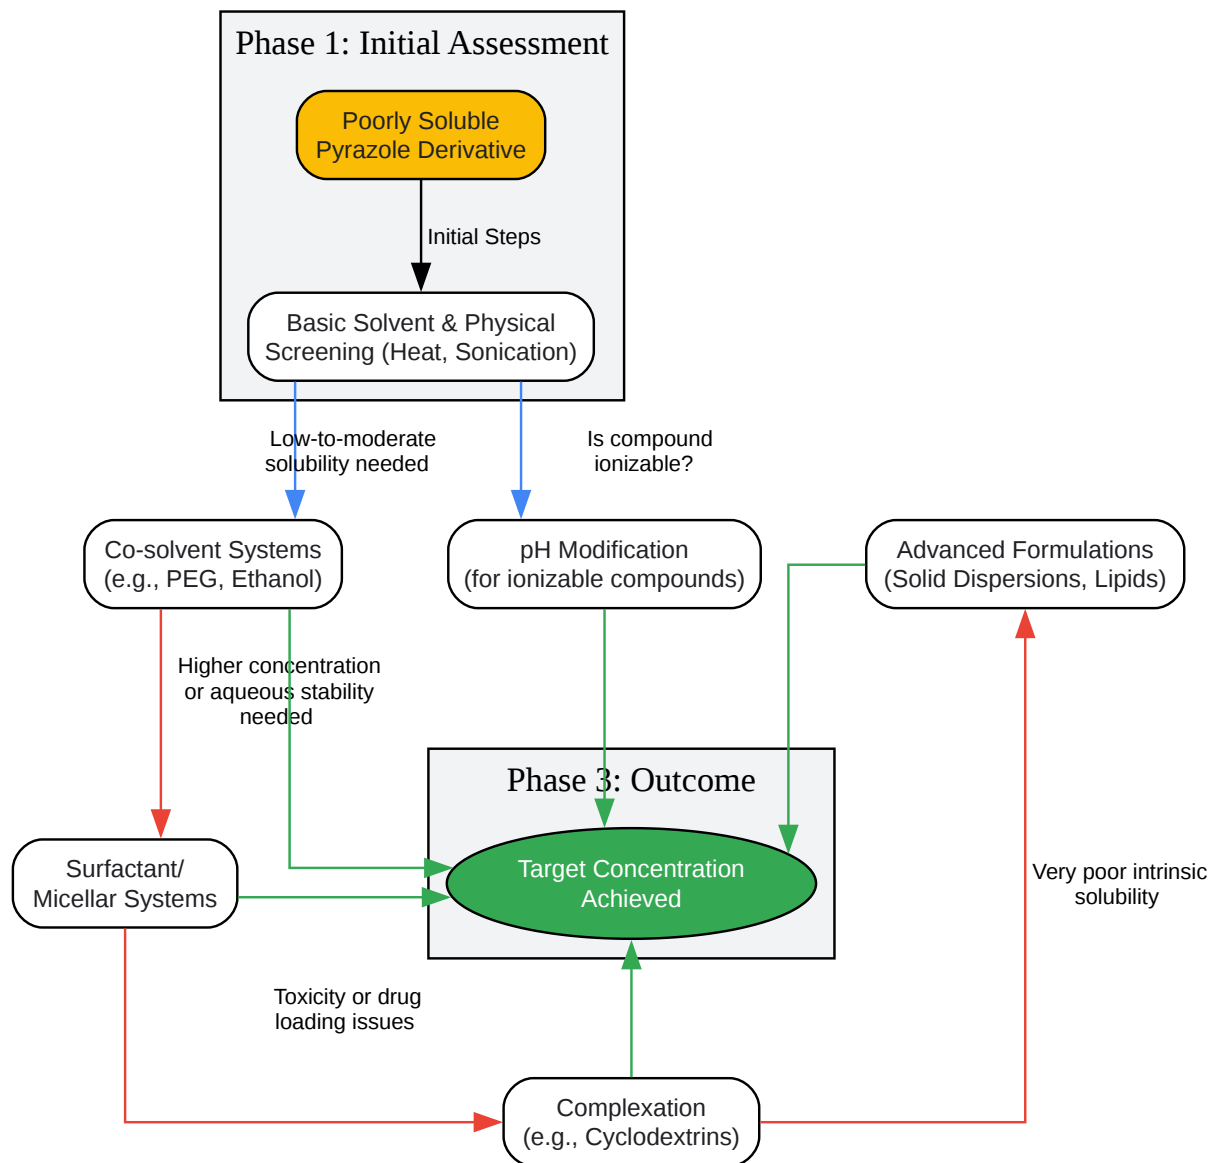 Phase 1: Initial Assessment
Poorly Soluble
Pyrazole Derivative
Initial Steps
Basic Solvent & Physical
Screening (Heat, Sonication)
Low-to-moderate
solubility needed
Is compound
ionizable?
Co-solvent Systems
(e.g., PEG, Ethanol)
pH Modification
(for ionizable compounds)
Advanced Formulations
(Solid Dispersions, Lipids)
Higher concentration
or aqueous stability
needed
Phase 3: Outcome
Target Concentration
Achieved
Surfactant/
Micellar Systems
Very poor intrinsic
solubility
Toxicity or drug
loading issues
Complexation
(e.g., Cyclodextrins)